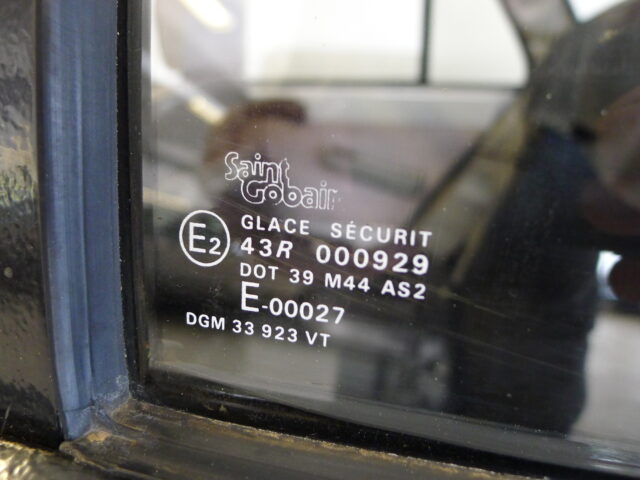 Saint
Gobain
GLACE SÉCURIT
E2 43R 000929
DOT 39 M44 AS2
E-00027
DGM 33 923 VT